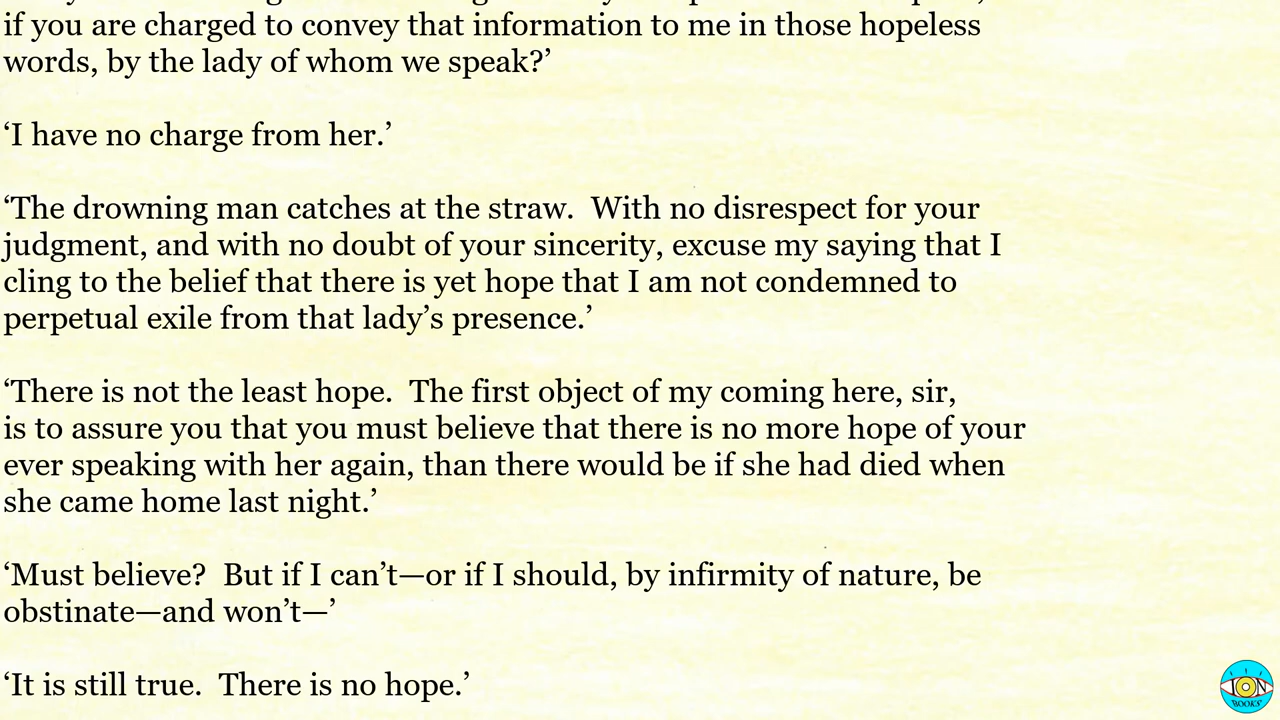 if you are charged to convey that information to me in those hopeless
words, by the lady of whom we speak?’
‘I have no charge from her.’
‘The drowning man catches at the straw.  With no disrespect for your
judgment, and with no doubt of your sincerity, excuse my saying that I
cling to the belief that there is yet hope that I am not condemned to
perpetual exile from that lady’s presence.’
‘There is not the least hope.  The first object of my coming here, sir,
is to assure you that you must believe that there is no more hope of your
ever speaking with her again, than there would be if she had died when
she came home last night.’
‘Must believe?  But if I can’t—or if I should, by infirmity of nature, be
obstinate—and won’t—’
‘It is still true.  There is no hope.’
ION
BOOKS